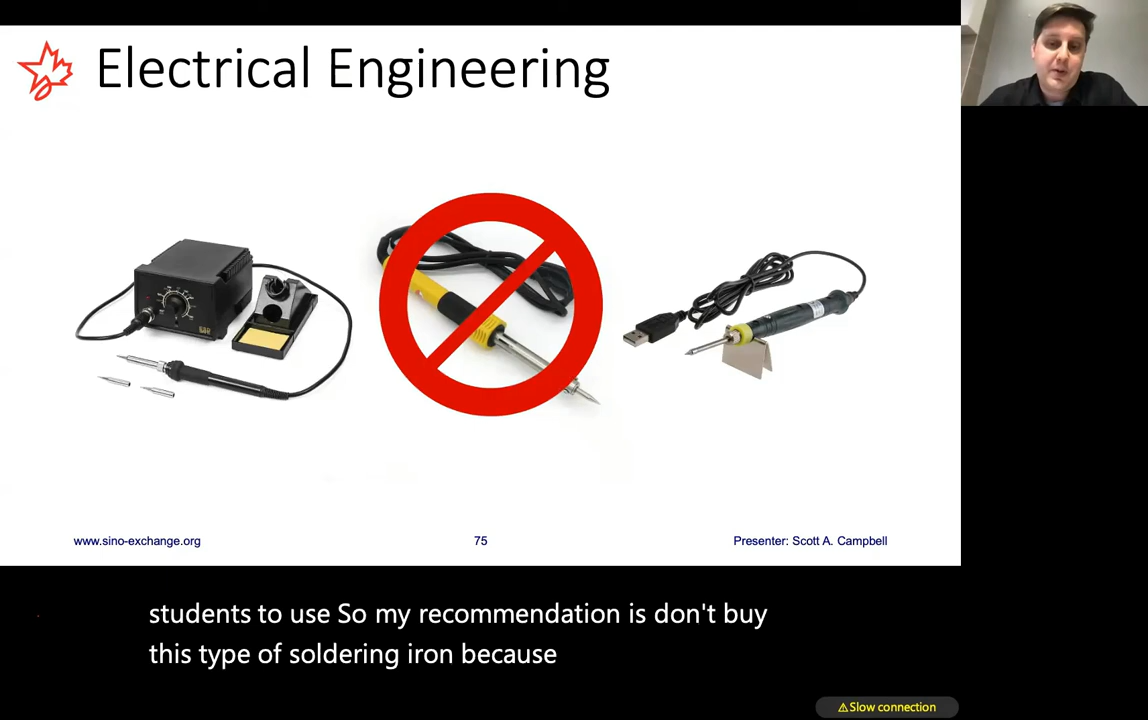 Electrical Engineering
www.sino-exchange.org
75
Presenter: Scott A. Campbell
students to use So my recommendation is don't buy
this type of soldering iron because
⚠Slow connection